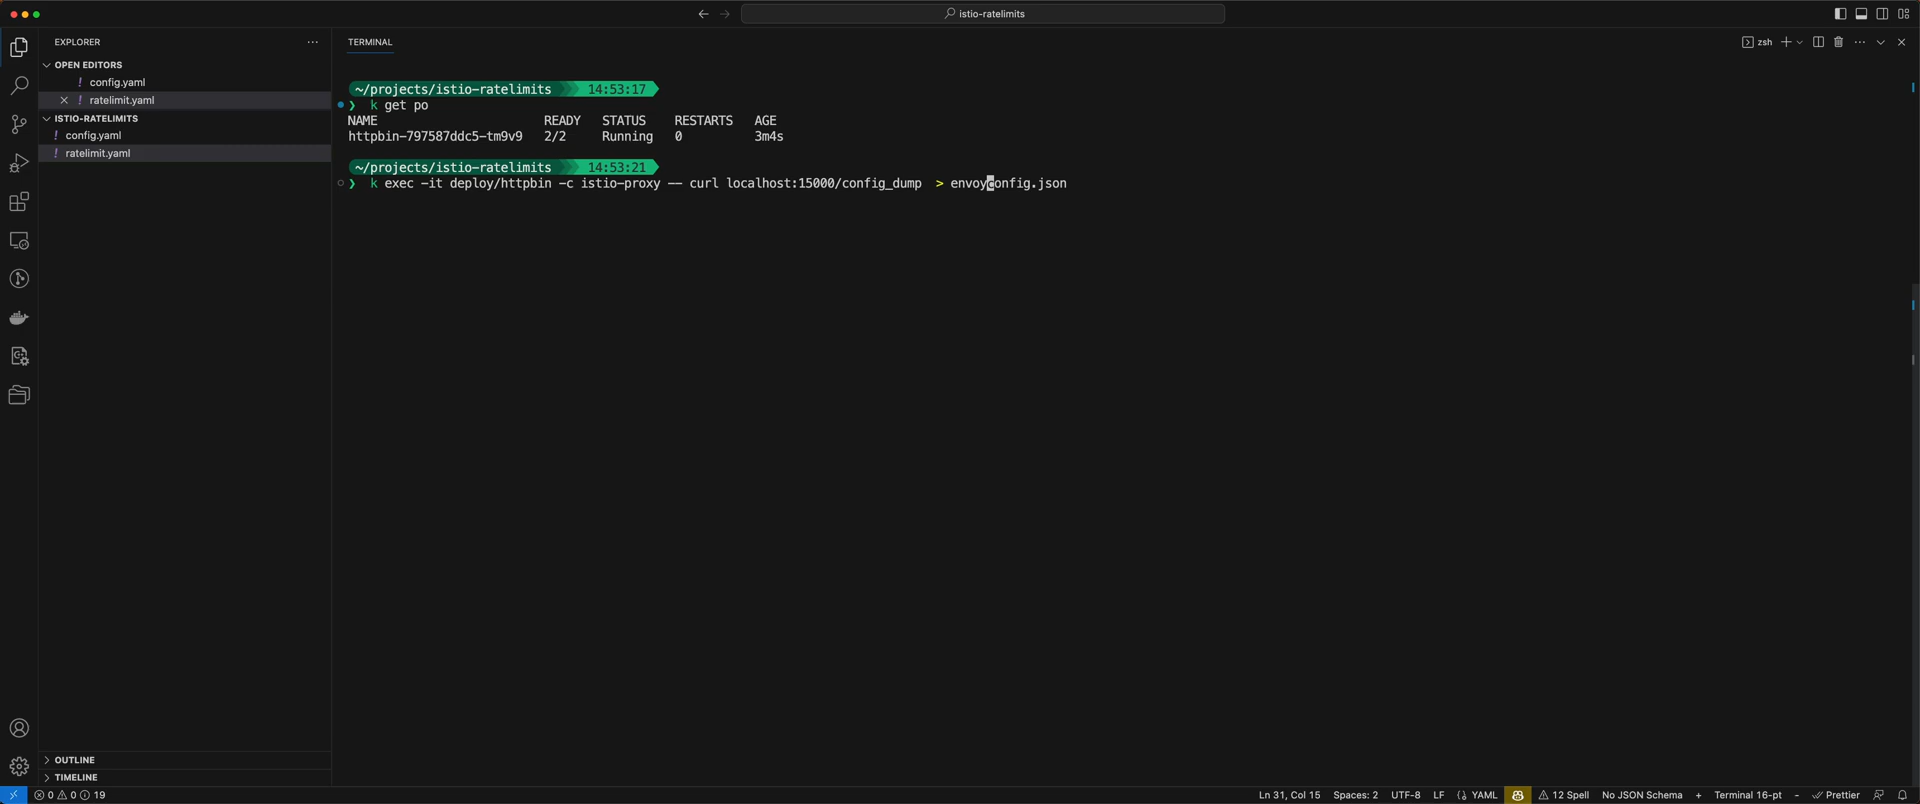 istio-ratelimits
EXPLORER
TERMINAL
zsh
OPEN EDITORS
! config.yaml
! ratelimit.yaml
ISTIO-RATELIMITS
! config.yaml
! ratelimit.yaml
~/projects/istio-ratelimits 14:53:17
❯ k get po
NAME READY STATUS RESTARTS AGE
httpbin-797587ddc5-tm9v9 2/2 Running 0 3m4s
~/projects/istio-ratelimits 14:53:21
❯ k exec -it deploy/httpbin -c istio-proxy -- curl localhost:15000/config_dump > envoyconfig.json
OUTLINE
TIMELINE
0 0 19
Ln 31, Col 15 Spaces: 2 UTF-8 LF {} YAML 12 Spell No JSON Schema + Terminal 16-pt - Prettier